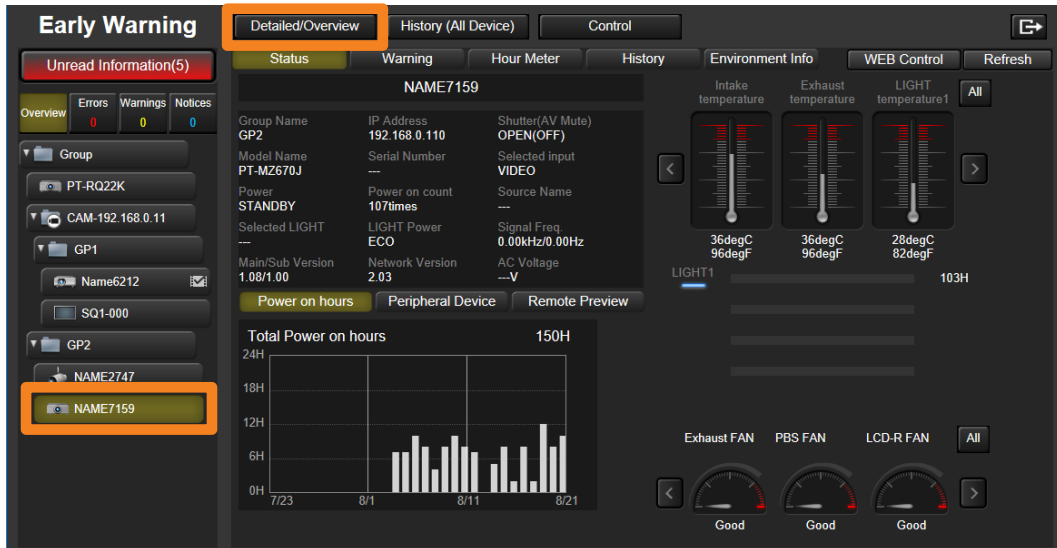 Early Warning
Detailed/Overview
History (All Device)
Control
Unread Information(5)
Overview
Errors
0
Warnings
0
Notices
0
Group
PT-RQ22K
CAM-192.168.0.11
GP1
Name6212
SQ1-000
GP2
NAME2747
NAME7159
Status
Warning
Hour Meter
History
Environment Info
WEB Control
Refresh
NAME7159
Group Name
GP2
IP Address
192.168.0.110
Shutter(AV Mute)
OPEN(OFF)
Model Name
PT-MZ670J
Serial Number
---
Selected input
VIDEO
Power
STANDBY
Power on count
107times
Source Name
---
Selected LIGHT
---
LIGHT Power
ECO
Signal Freq.
0.00kHz/0.00Hz
Main/Sub Version
1.08/1.00
Network Version
2.03
AC Voltage
---V
Power on hours
Peripheral Device
Remote Preview
Total Power on hours
150H
24H
18H
12H
6H
0H
7/23
8/1
8/11
8/21
Intake
temperature
Exhaust
temperature
LIGHT
temperature1
All
36degC
96degF
36degC
96degF
28degC
82degF
LIGHT1
103H
Exhaust FAN
PBS FAN
LCD-R FAN
All
Good
Good
Good